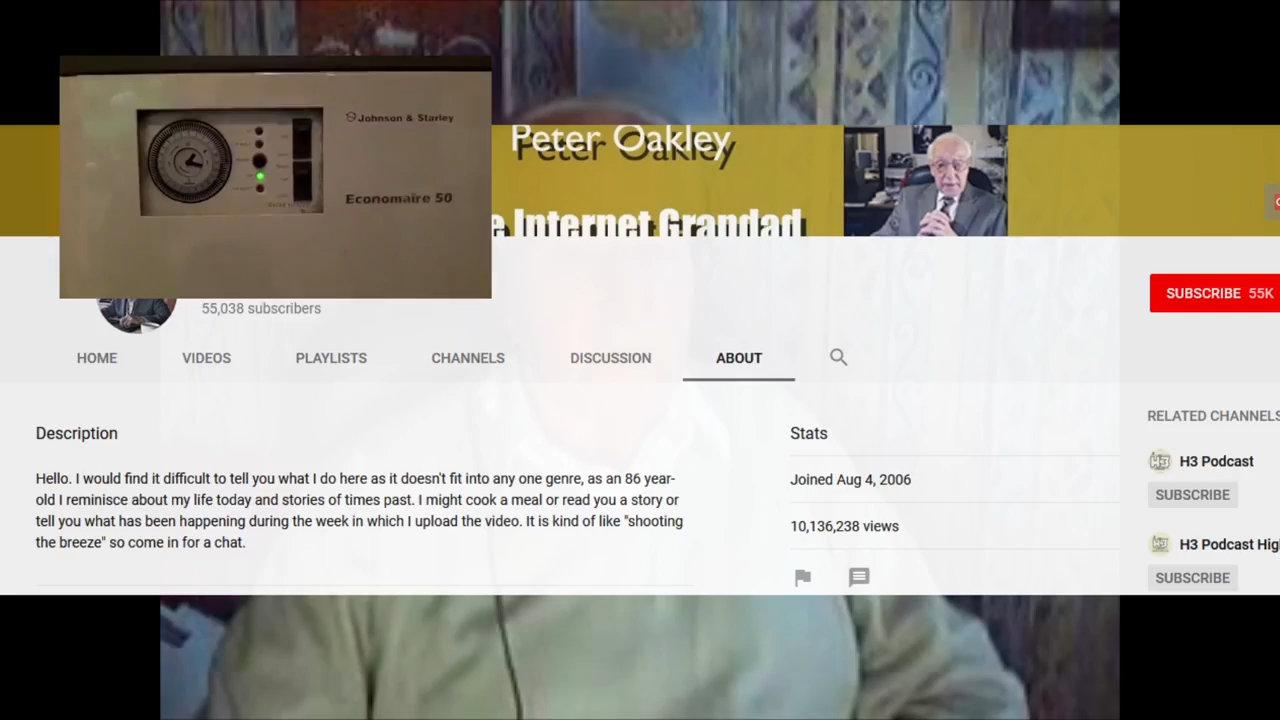 Johnson & Starley
Economaire 50
Peter Oakley
e Internet Grandad
55,038 subscribers
SUBSCRIBE 55K
HOME VIDEOS PLAYLISTS CHANNELS DISCUSSION ABOUT
Description
Hello. I would find it difficult to tell you what I do here as it doesn't fit into any one genre, as an 86 year-
old I reminisce about my life today and stories of times past. I might cook a meal or read you a story or
tell you what has been happening during the week in which I upload the video. It is kind of like "shooting
the breeze" so come in for a chat.
Stats
Joined Aug 4, 2006
10,136,238 views
RELATED CHANNELS
H3 Podcast
SUBSCRIBE
H3 Podcast Hig
SUBSCRIBE